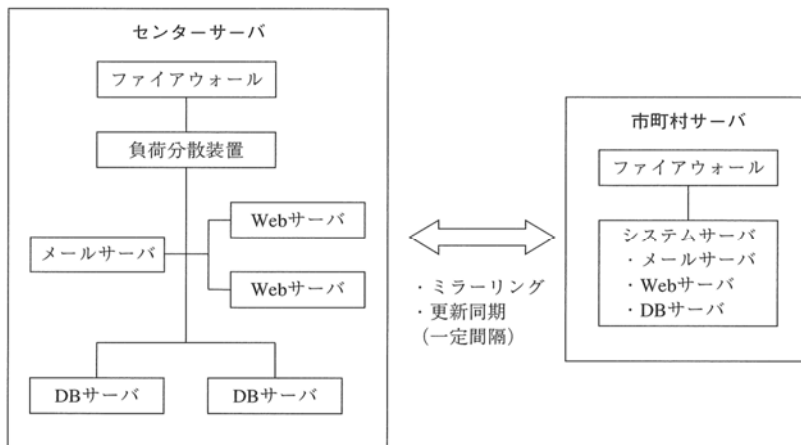 センターサーバ
ファイアウォール
負荷分散装置
Webサーバ
メールサーバ
Webサーバ
DBサーバ
DBサーバ
・ミラーリング
・更新同期
（一定間隔）
市町村サーバ
ファイアウォール
システムサーバ
・メールサーバ
・Webサーバ
・DBサーバ